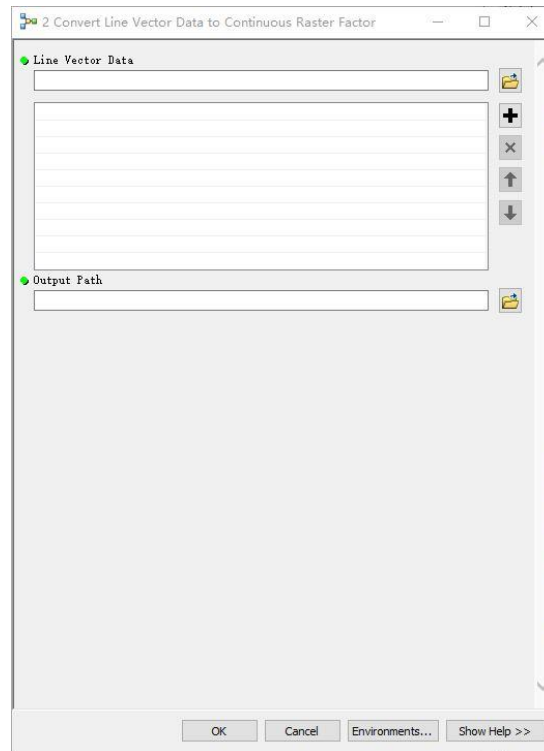 2 Convert Line Vector Data to Continuous Raster Factor
Line Vector Data
Output Path
OK Cancel Environments... Show Help >>